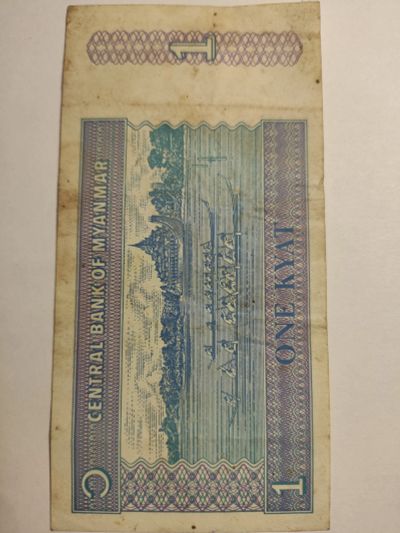 ၁ CENTRAL BANK OF MYANMAR
1
1 ONE KYAT